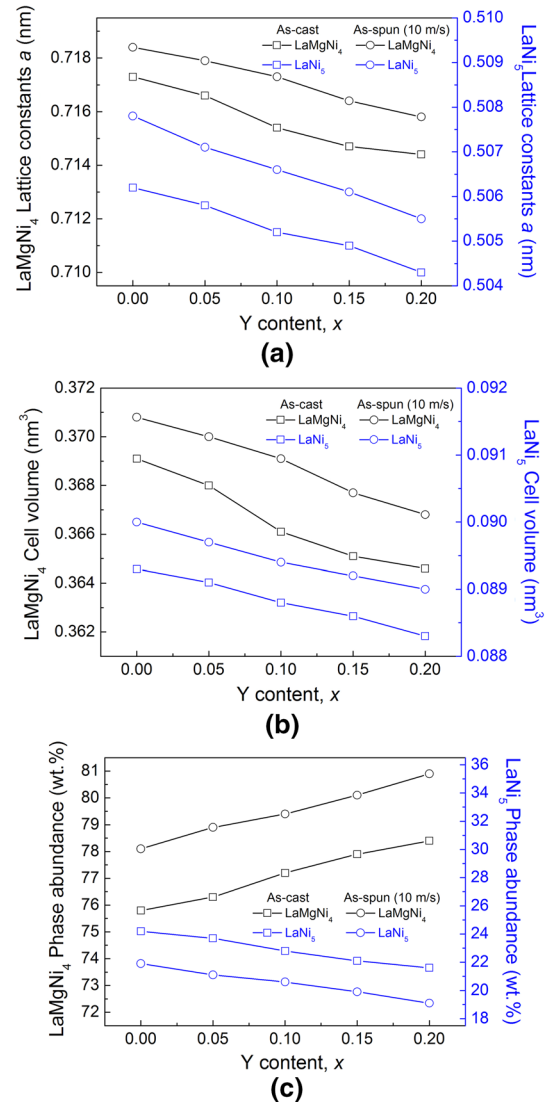 LaMgNi₄ Lattice constants a (nm)
0.718
0.716
0.714
0.712
0.710
As-cast As-spun (10 m/s)
LaMgNi₄ LaMgNi₄
LaNi₅ LaNi₅
0.510
0.509
0.508
0.507
0.506
0.505
0.504
LaNi₅ Lattice constants a (nm)
0.00 0.05 0.10 0.15 0.20
Y content, x
(a)
LaMgNi₄ Cell volume (nm³)
0.372
0.370
0.368
0.366
0.364
0.362
As-cast As-spun (10 m/s)
LaMgNi₄ LaMgNi₄
LaNi₅ LaNi₅
0.092
0.091
0.090
0.089
0.088
LaNi₅ Cell volume (nm³)
0.00 0.05 0.10 0.15 0.20
Y content, x
(b)
LaMgNi₄ Phase abundance (wt.%)
81
80
79
78
77
76
75
74
73
72
As-cast As-spun (10 m/s)
LaMgNi₄ LaMgNi₄
LaNi₅ LaNi₅
36
34
32
30
28
26
24
22
20
18
LaNi₅ Phase abundance (wt.%)
0.00 0.05 0.10 0.15 0.20
Y content, x
(c)